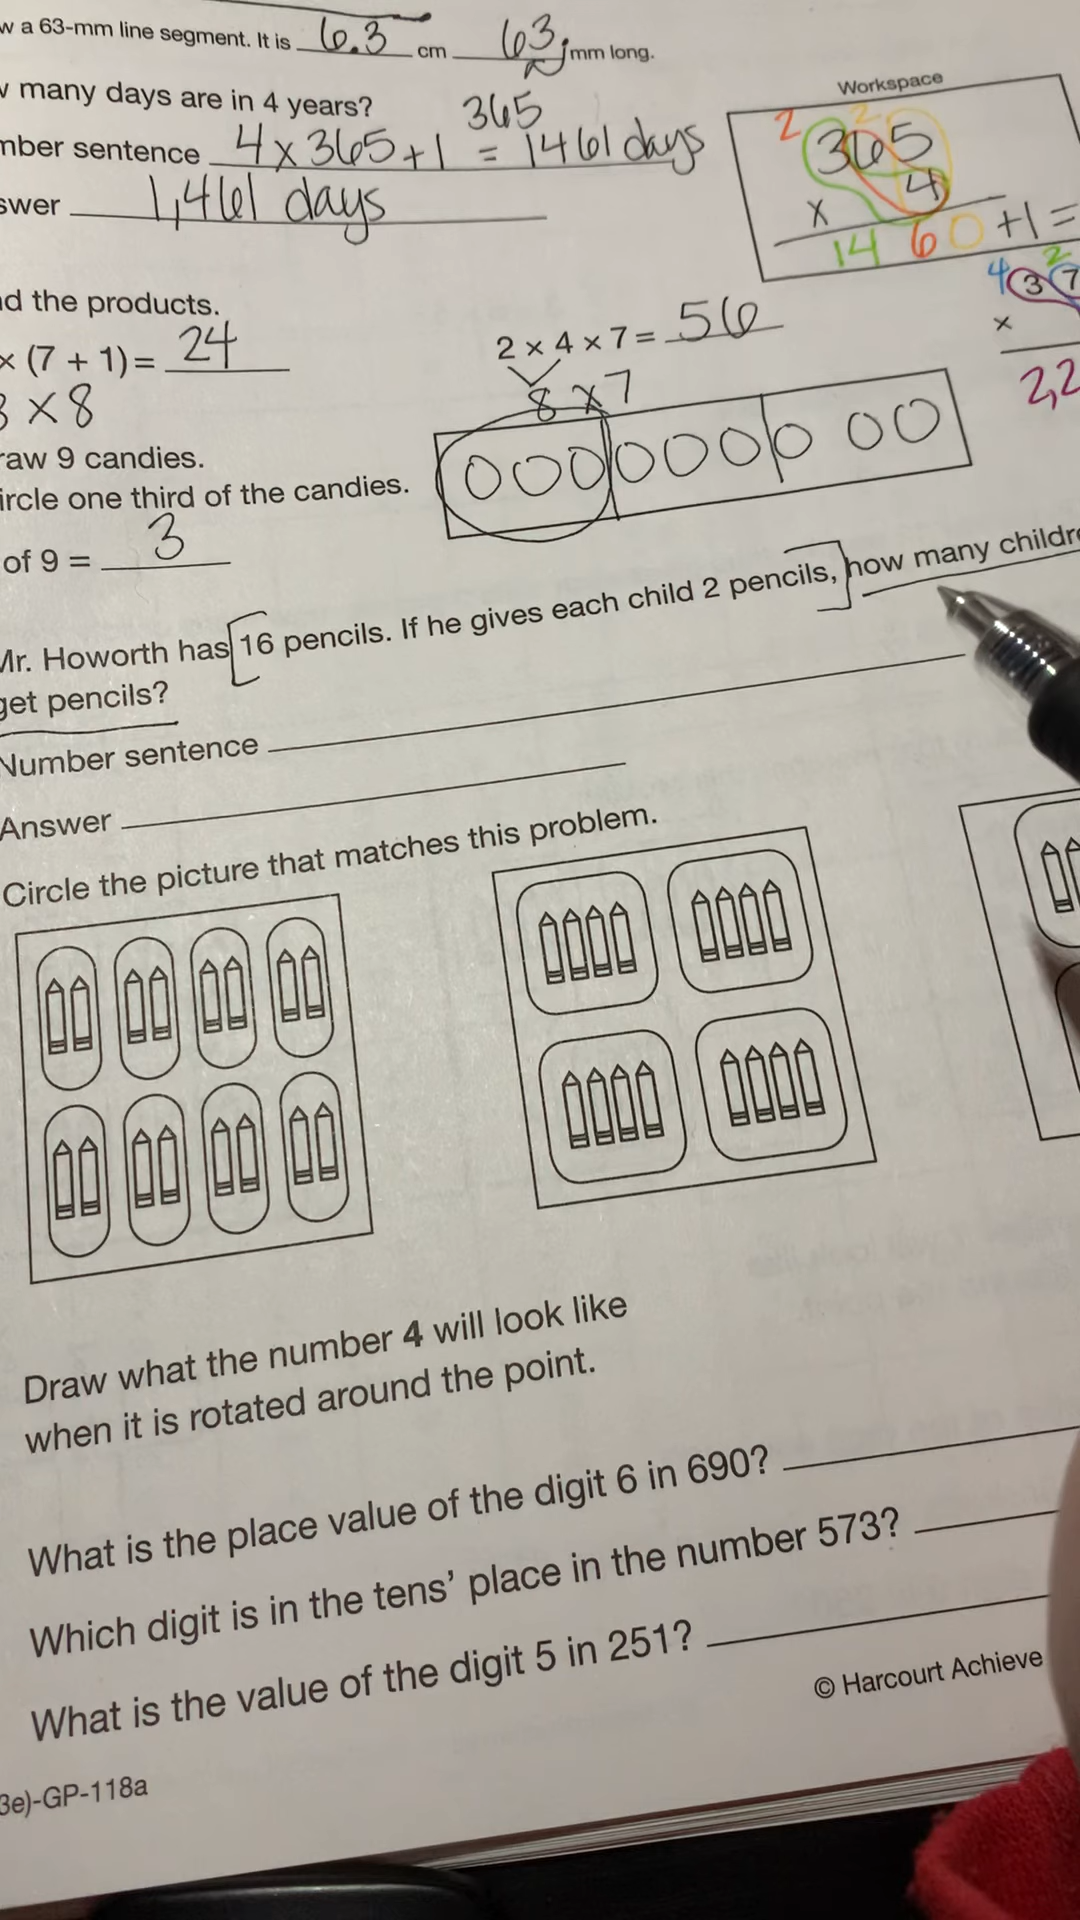 w a 63-mm line segment. It is 6.3 cm 63 mm long.
many days are in 4 years?
365
mber sentence 4 x 365 + 1 = 1461 days
swer 1,461 days
Workspace
2 2
365
x 4
1460 +1 =
nd the products.
x (7 + 1) = 24
3 x 8
2 x 4 x 7 = 56
8 x 7
4 2
37
x
2,2
raw 9 candies.
ircle one third of the candies.
of 9 = 3
Mr. Howorth has 16 pencils. If he gives each child 2 pencils, how many childre
get pencils?
Number sentence
Answer
Circle the picture that matches this problem.
Draw what the number 4 will look like
when it is rotated around the point.
What is the place value of the digit 6 in 690?
Which digit is in the tens' place in the number 573?
What is the value of the digit 5 in 251?
© Harcourt Achieve
3e)-GP-118a